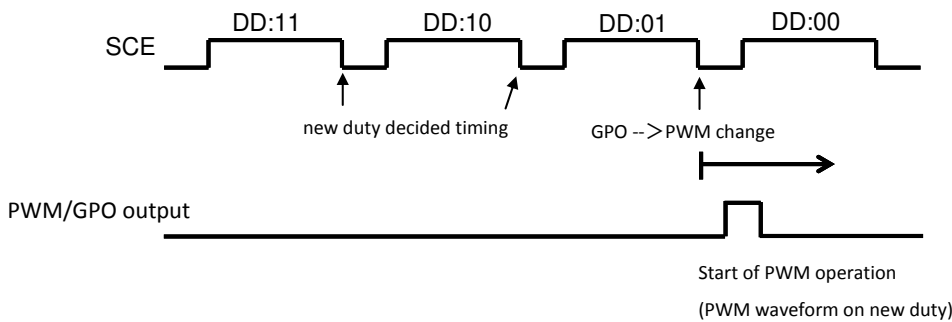 DD:11 DD:10 DD:01 DD:00
SCE
new duty decided timing
GPO -->PWM change
PWM/GPO output
Start of PWM operation
(PWM waveform on new duty)